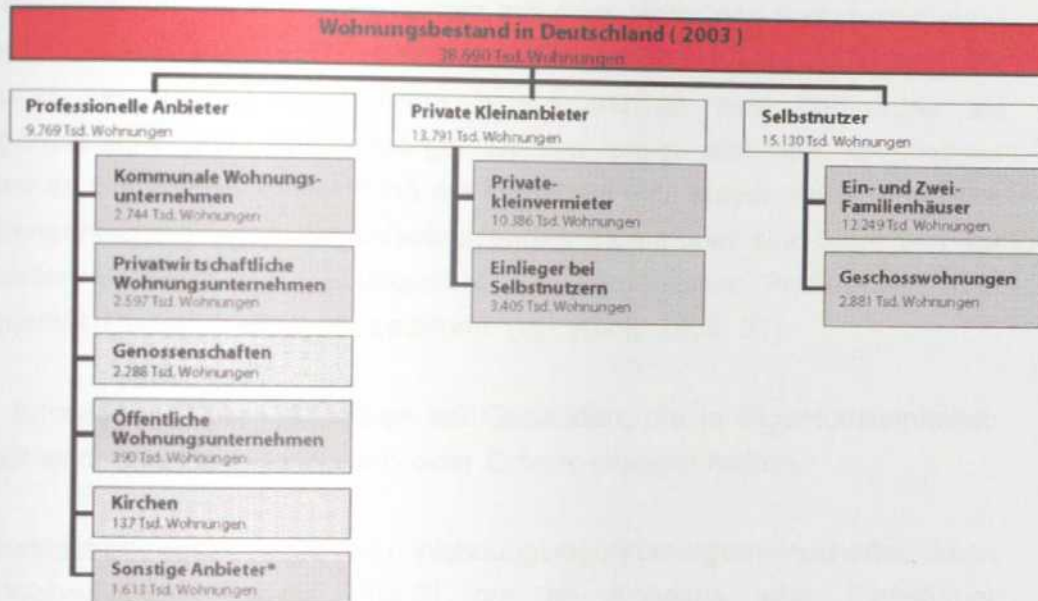 Wohnungsbestand in Deutschland ( 2003 )
38.690 Tsd. Wohnungen
Professionelle Anbieter
9.769 Tsd. Wohnungen
Kommunale Wohnungs-
unternehmen
2.744 Tsd. Wohnungen
Privatwirtschaftliche
Wohnungsunternehmen
2.597 Tsd. Wohnungen
Genossenschaften
2.288 Tsd. Wohnungen
Öffentliche
Wohnungsunternehmen
390 Tsd. Wohnungen
Kirchen
137 Tsd. Wohnungen
Sonstige Anbieter*
1.613 Tsd. Wohnungen
Private Kleinanbieter
13.791 Tsd. Wohnungen
Private-
kleinvermieter
10.386 Tsd. Wohnungen
Einlieger bei
Selbstnutzern
3.405 Tsd. Wohnungen
Selbstnutzer
15.130 Tsd. Wohnungen
Ein- und Zwei-
Familienhäuser
12.249 Tsd. Wohnungen
Geschosswohnungen
2.881 Tsd. Wohnungen